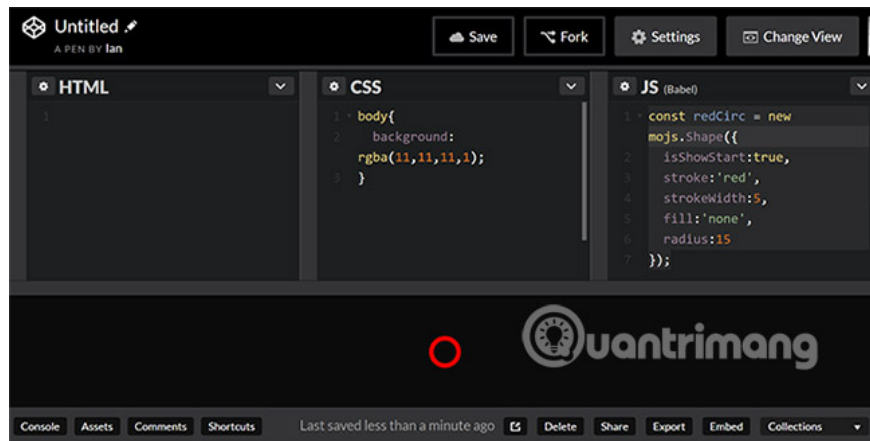 Untitled
A PEN BY Ian
Save
Fork
Settings
Change View
HTML
CSS
JS (Babel)
1
1 body{
2 background:
rgba(11,11,11,1);
3 }
1 const redCirc = new
mojs.Shape({
2 isShowStart:true,
3 stroke:'red',
4 strokeWidth:5,
5 fill:'none',
6 radius:15
7 });
Quantrimang
Console Assets Comments Shortcuts Last saved less than a minute ago Delete Share Export Embed Collections